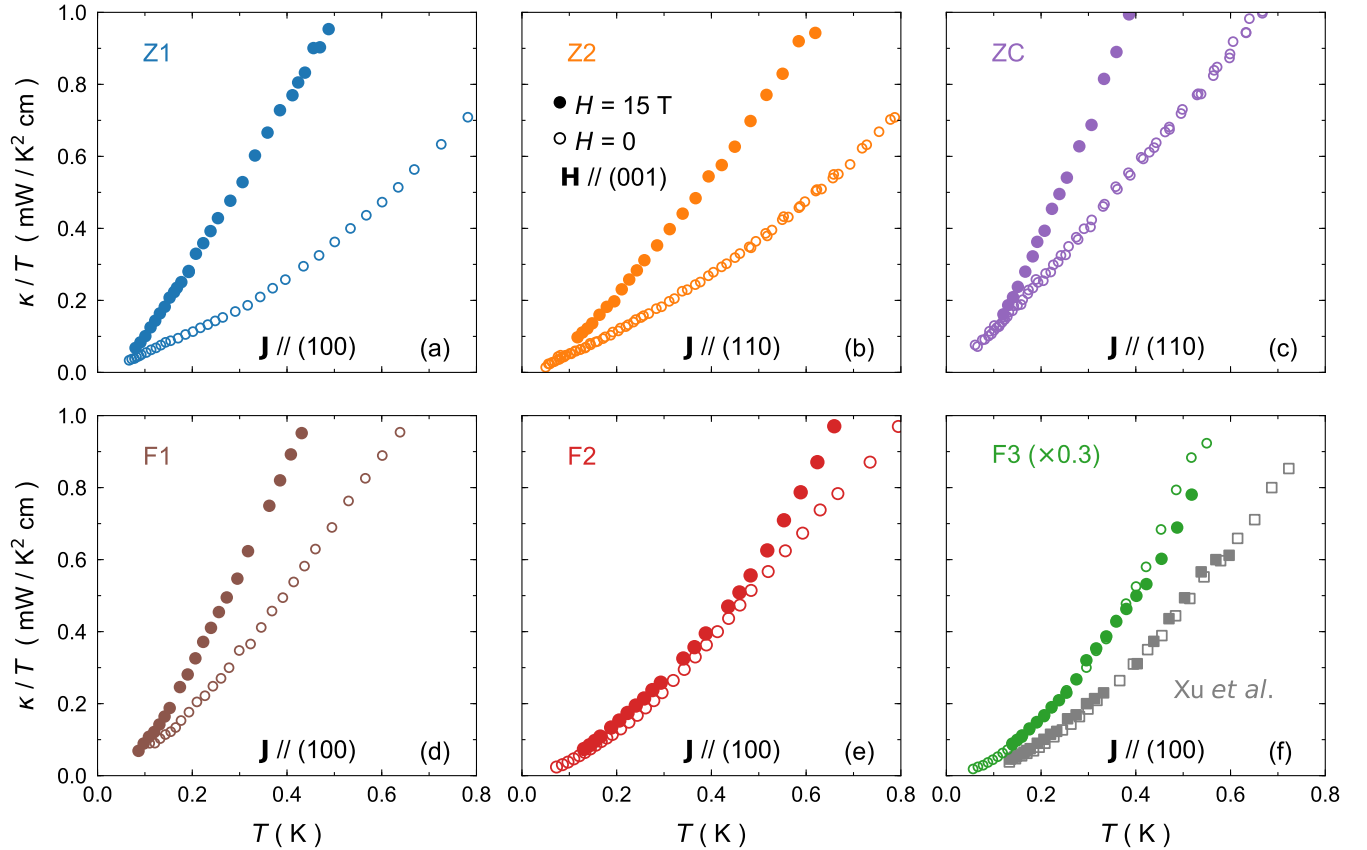 Z1
Z2
ZC
H = 15 T
H = 0
H // (001)
κ / T ( mW / K² cm)
1.0
0.8
0.6
0.4
0.2
0.0
J // (100) (a)
J // (110) (b)
J // (110) (c)
F1
F2
F3 (×0.3)
κ / T ( mW / K² cm)
1.0
0.8
0.6
0.4
0.2
0.0
Xu et al.
J // (100) (d)
J // (100) (e)
J // (100) (f)
0.0 0.2 0.4 0.6 0.8
0.0 0.2 0.4 0.6 0.8
0.0 0.2 0.4 0.6 0.8
T ( K )
T ( K )
T ( K )